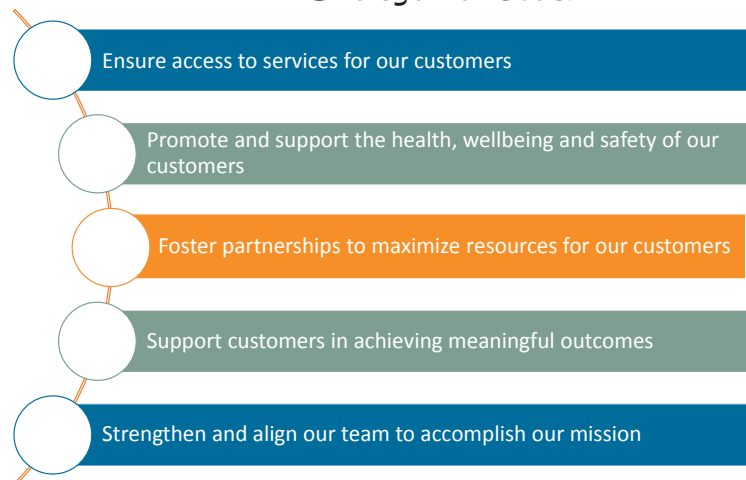 Ensure access to services for our customers
Promote and support the health, wellbeing and safety of our
customers
Foster partnerships to maximize resources for our customers
Support customers in achieving meaningful outcomes
Strengthen and align our team to accomplish our mission